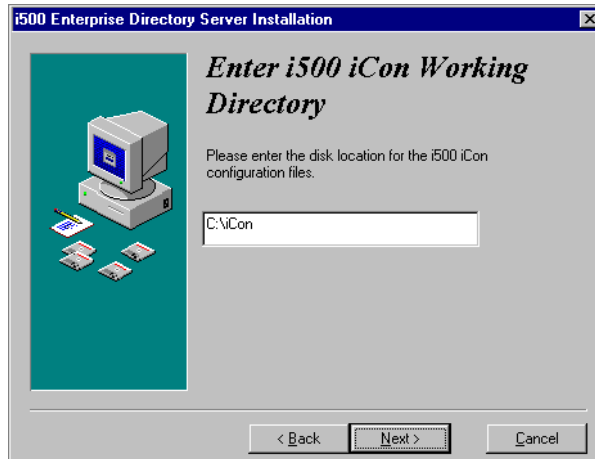 i500 Enterprise Directory Server Installation
Enter i500 iCon Working
Directory
Please enter the disk location for the i500 iCon
configuration files.
C:\iCon
< Back
Next >
Cancel